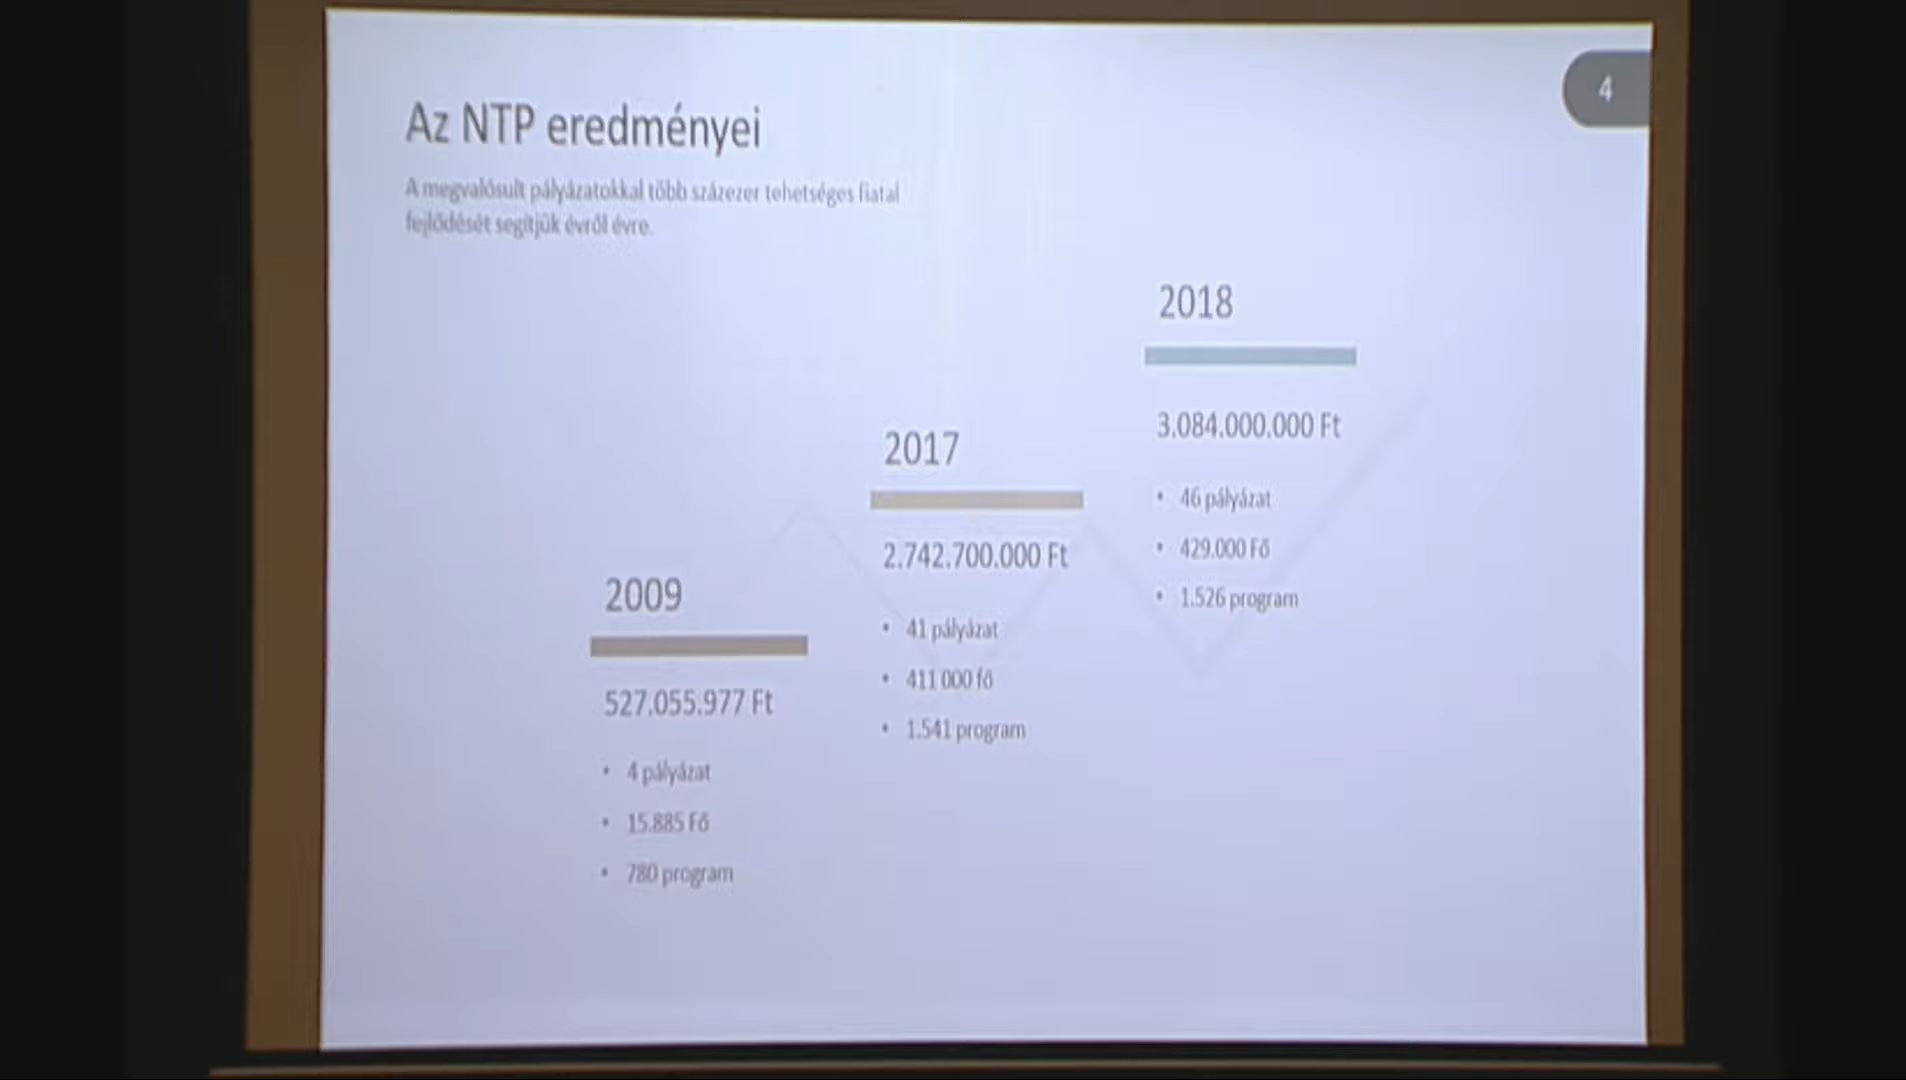 4
Az NTP eredményei
A megvalósult pályázatokkal több százezer tehetséges fiatal
fejlődését segítjük évről évre.
2009
527.055.977 Ft
• 4 pályázat
• 15.885 Fő
• 780 program
2017
2.742.700.000 Ft
• 41 pályázat
• 411 000 fő
• 1.541 program
2018
3.084.000.000 Ft
• 46 pályázat
• 429.000 Fő
• 1.526 program